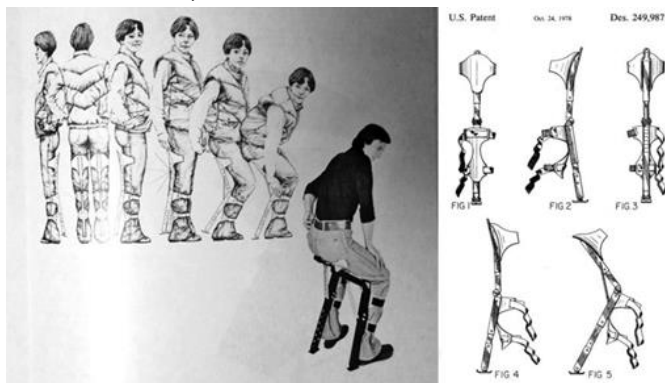 U.S. Patent Oct. 24, 1978 Des. 249,987
FIG 1 FIG 2 FIG. 3
FIG 4 FIG 5